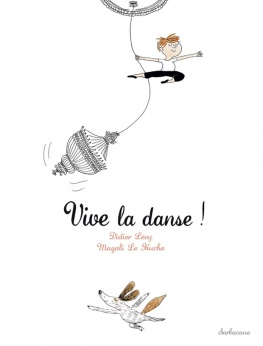 Vive la danse !
Didier Lévy
Magali Le Huche
Sarbacane